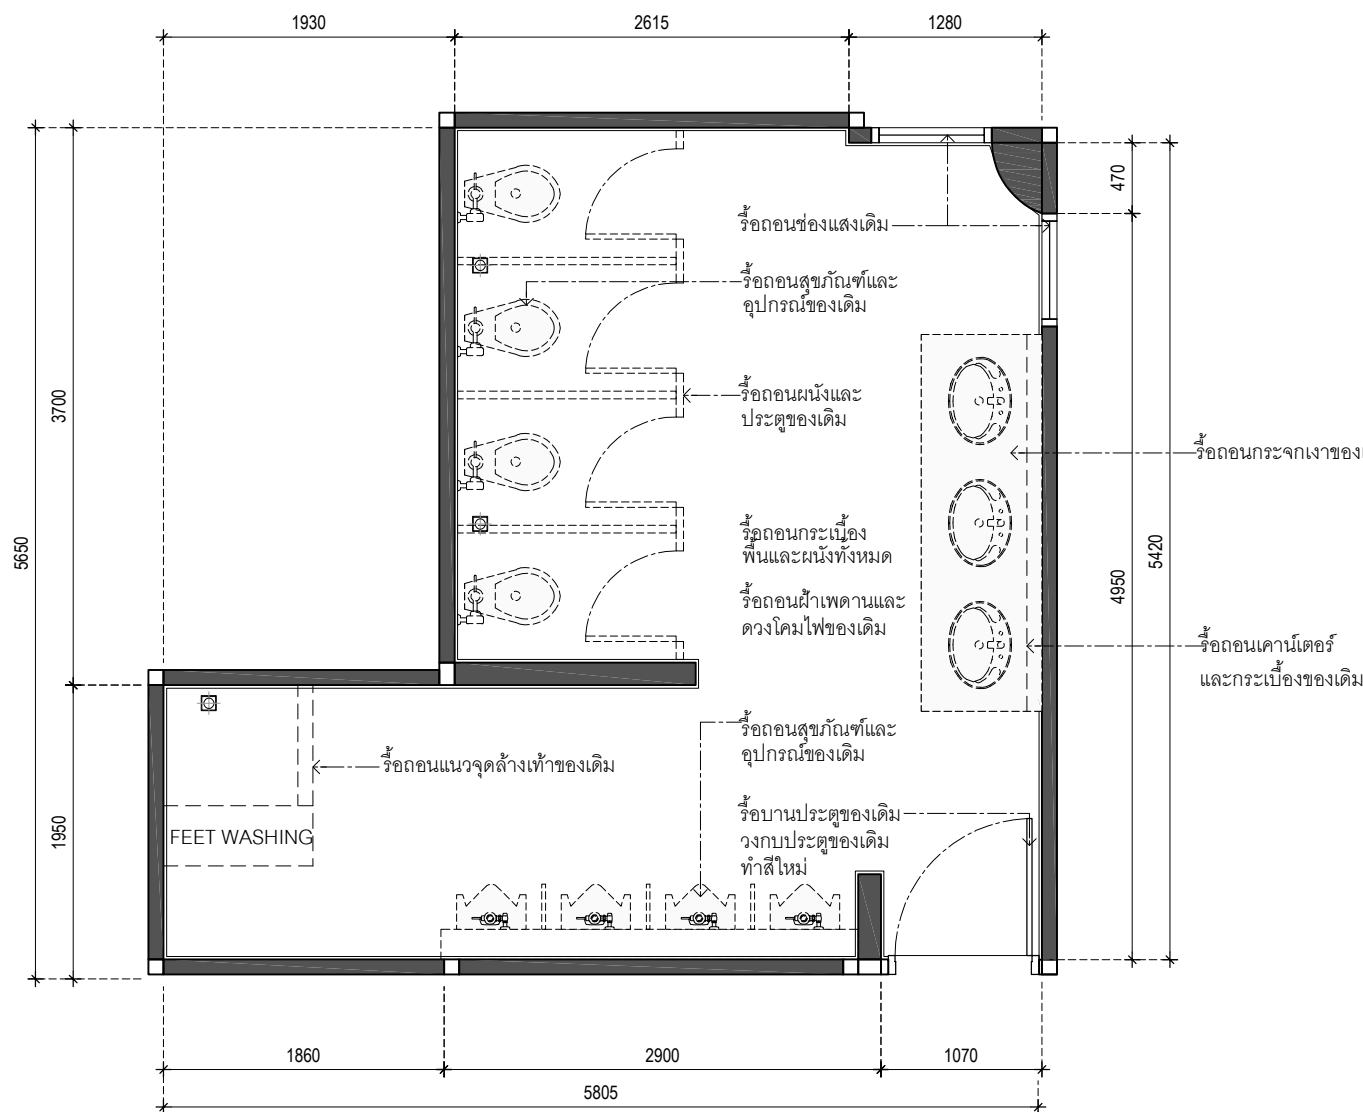 1930
2615
1280
470
รื้อถอนช่องแสงเดิม
รื้อถอนสุขภัณฑ์และ
อุปกรณ์ของเดิม
3700
รื้อถอนผนังและ
ประตูของเดิม
รื้อถอนกระจกเงาของเ
5650
รื้อถอนกระเบื้อง
พื้นและผนังทั้งหมด
5420
4950
รื้อถอนฝ้าเพดานและ
ดวงโคมไฟของเดิม
รื้อถอนเคาน์เตอร์
และกระเบื้องของเดิม
รื้อถอนสุขภัณฑ์และ
อุปกรณ์ของเดิม
รื้อถอนแนวจุดล้างเท้าของเดิม
1950
FEET WASHING
รื้อบานประตูของเดิม
วงกบประตูของเดิม
ทำสีใหม่
1860
2900
1070
5805